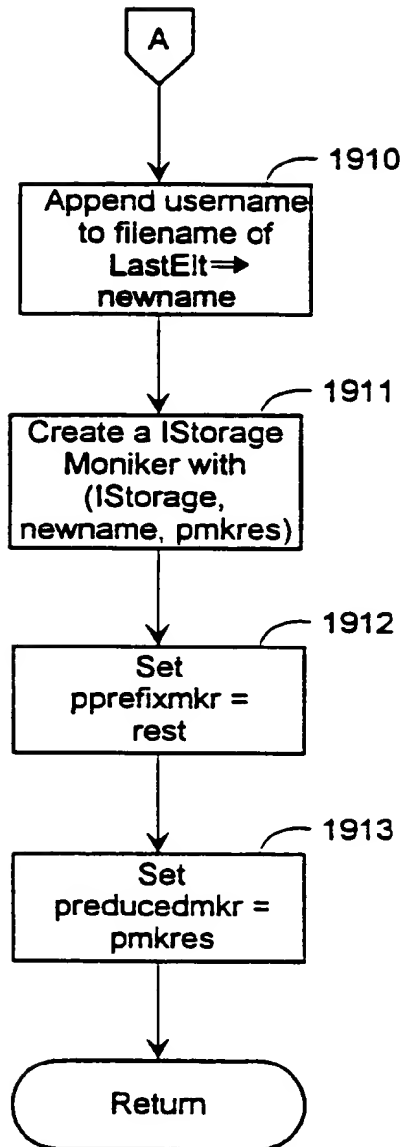 A
1910
Append username
to filename of
LastElt⇒
newname
1911
Create a IStorage
Moniker with
(IStorage,
newname, pmkres)
1912
Set
pprefixmkr =
rest
1913
Set
preducedmkr =
pmkres
Return